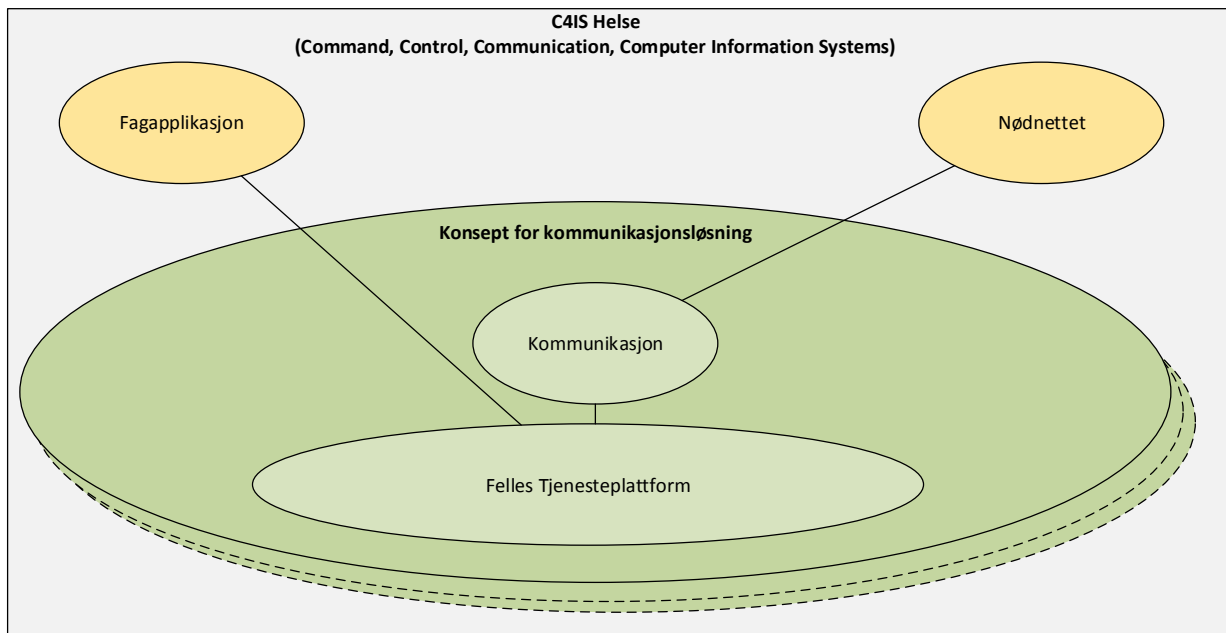 C4IS Helse
(Command, Control, Communication, Computer Information Systems)
Fagapplikasjon
Nødnettet
Konsept for kommunikasjonsløsning
Kommunikasjon
Felles Tjenesteplattform